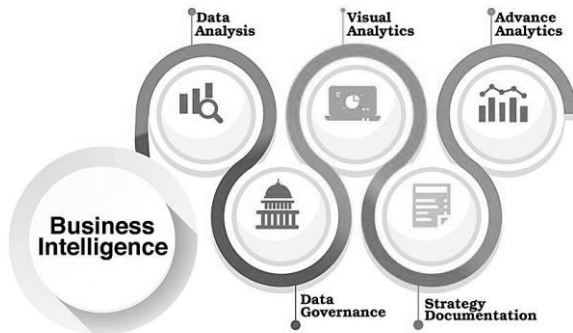 Data
Analysis
Visual
Analytics
Advance
Analytics
Business
Intelligence
Data
Governance
Strategy
Documentation